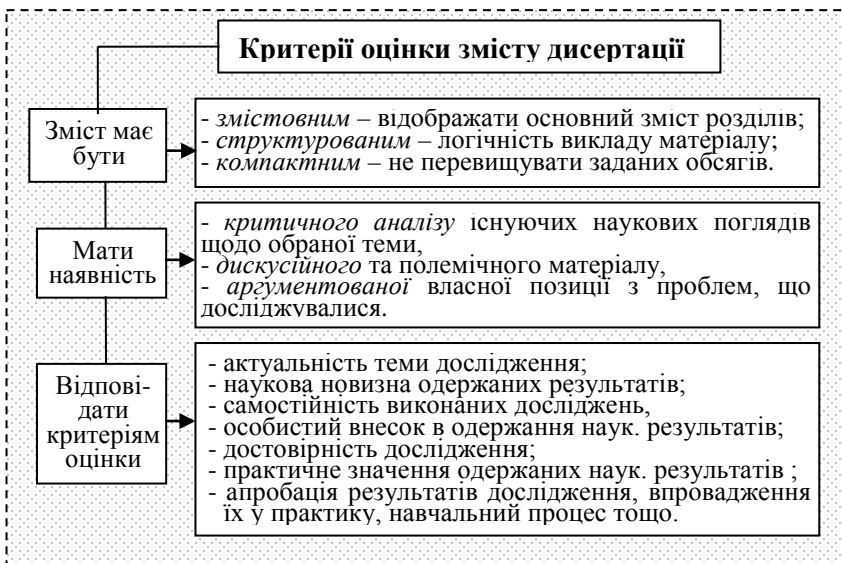 Критерії оцінки змісту дисертації
Зміст має
бути
- змістовним – відображати основний зміст розділів;
- структурованим – логічність викладу матеріалу;
- компактним – не перевищувати заданих обсягів.
Мати
наявність
- критичного аналізу існуючих наукових поглядів
щодо обраної теми,
- дискусійного та полемічного матеріалу,
- аргументованої власної позиції з проблем, що
досліджувалися.
Відпові-
дати
критеріям
оцінки
- актуальність теми дослідження;
- наукова новизна одержаних результатів;
- самостійність виконаних досліджень,
- особистий внесок в одержання наук. результатів;
- достовірність дослідження;
- практичне значення одержаних наук. результатів ;
- апробація результатів дослідження, впровадження
їх у практику, навчальний процес тощо.